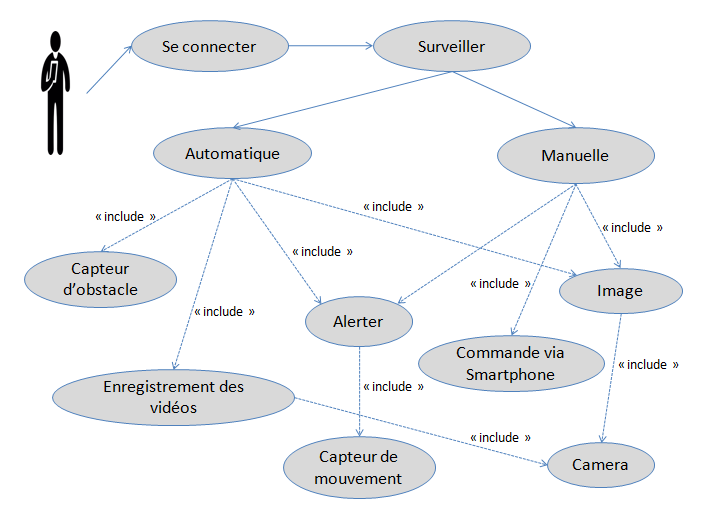 Se connecter
Surveiller
Automatique
Manuelle
« include »
« include »
« include »
« include »
« include »
Capteur
d'obstacle
Image
« include »
Alerter
Commande via
Smartphone
« include »
« include »
Enregistrement des
vidéos
« include »
Capteur de
mouvement
Camera